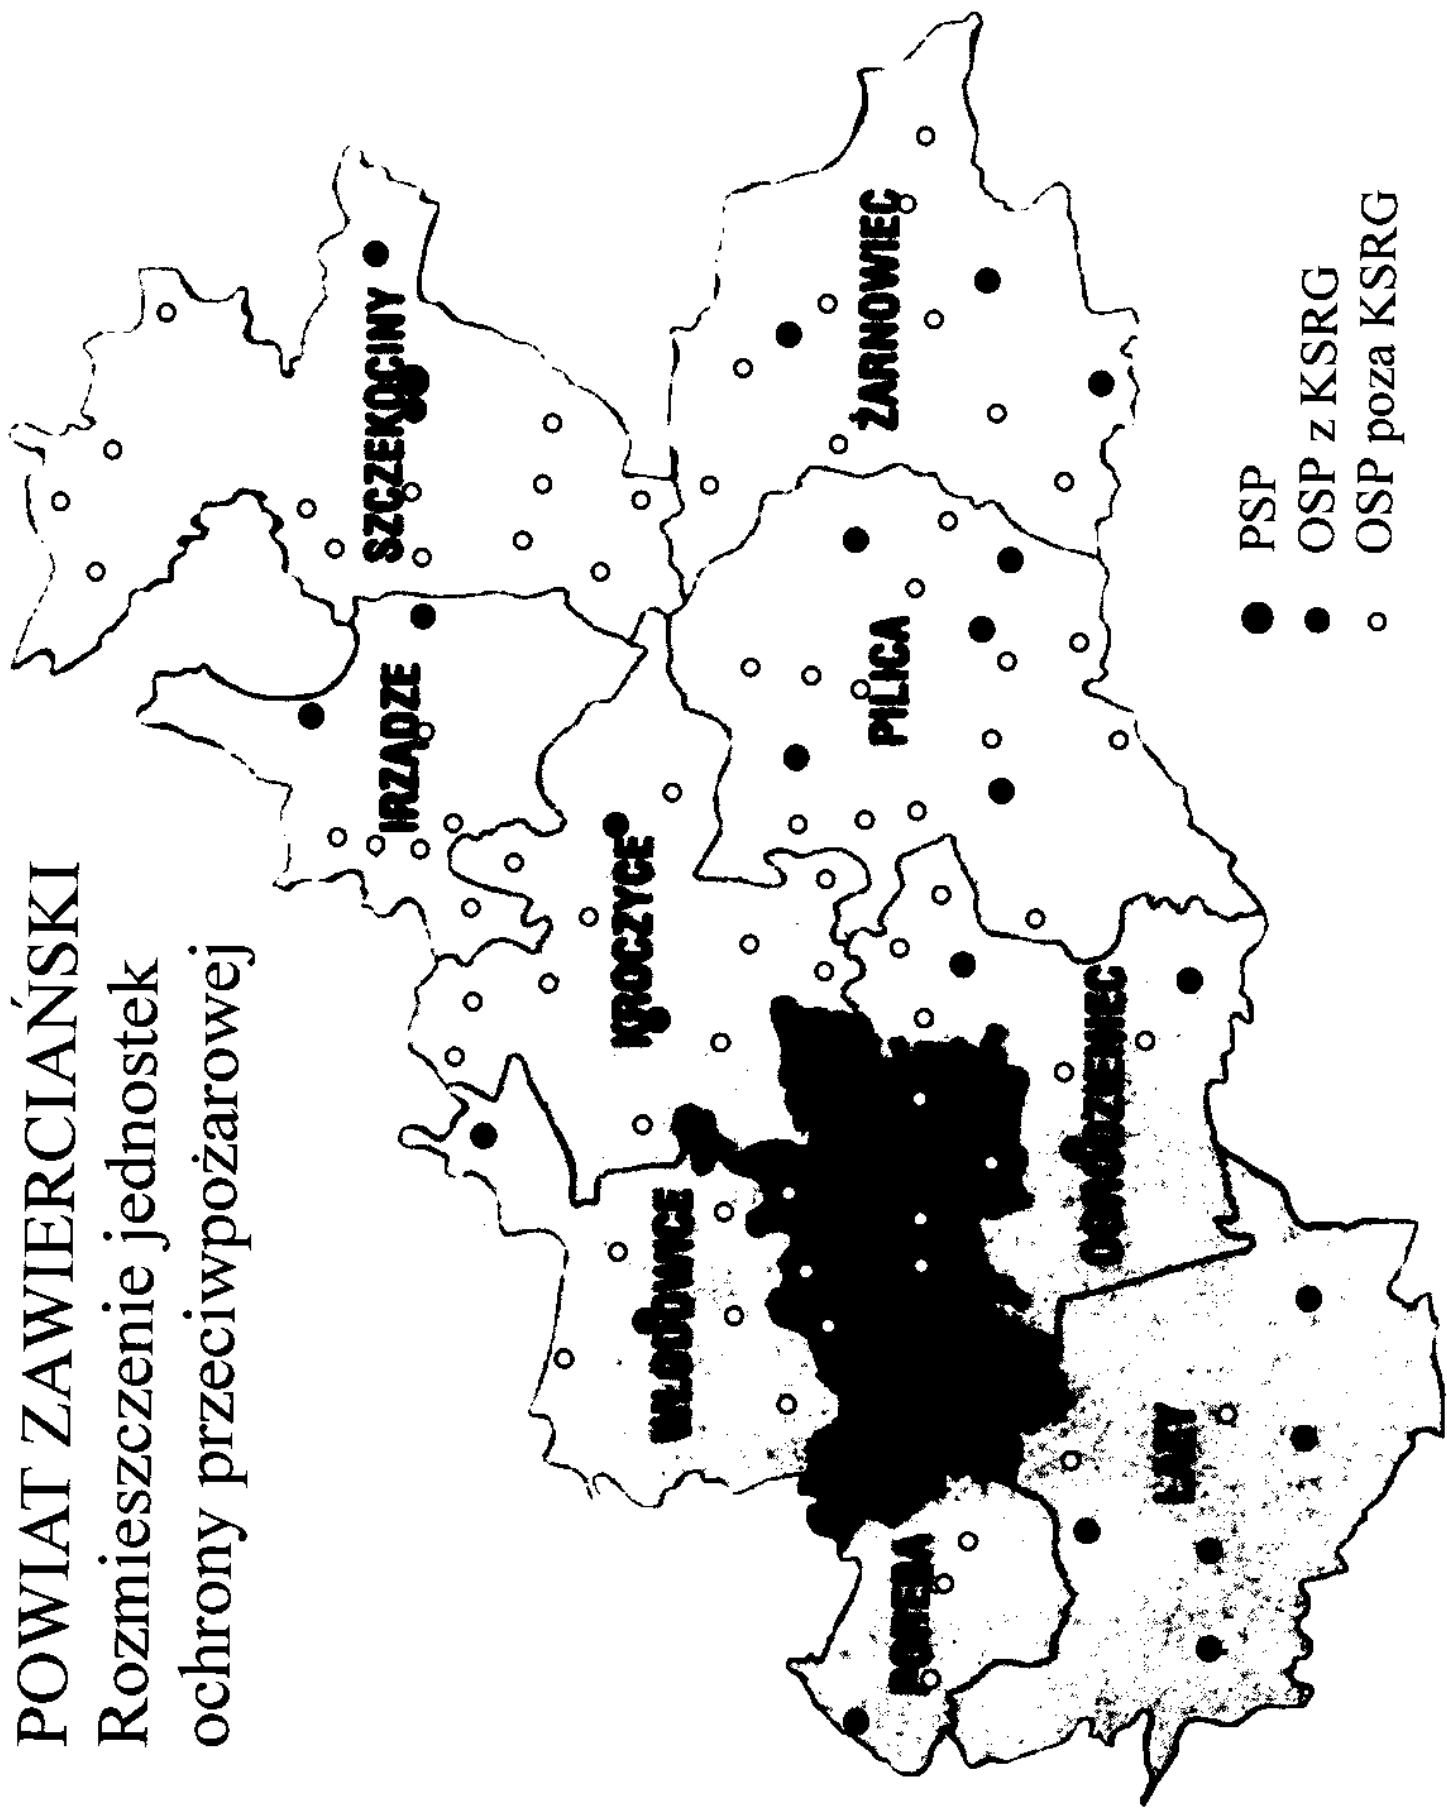 POWIAT ZAWIERCIAŃSKI
Rozmieszczenie jednostek
ochrony przeciwpożarowej
SZCZEKOCINY
IRZĄDZE
ŻARNOWIEC
KROCZYCE
PILICA
WŁODOWICE
OGRODZIENIEC
PORĘBA
ŁAZY
PSP
OSP z KSRG
OSP poza KSRG